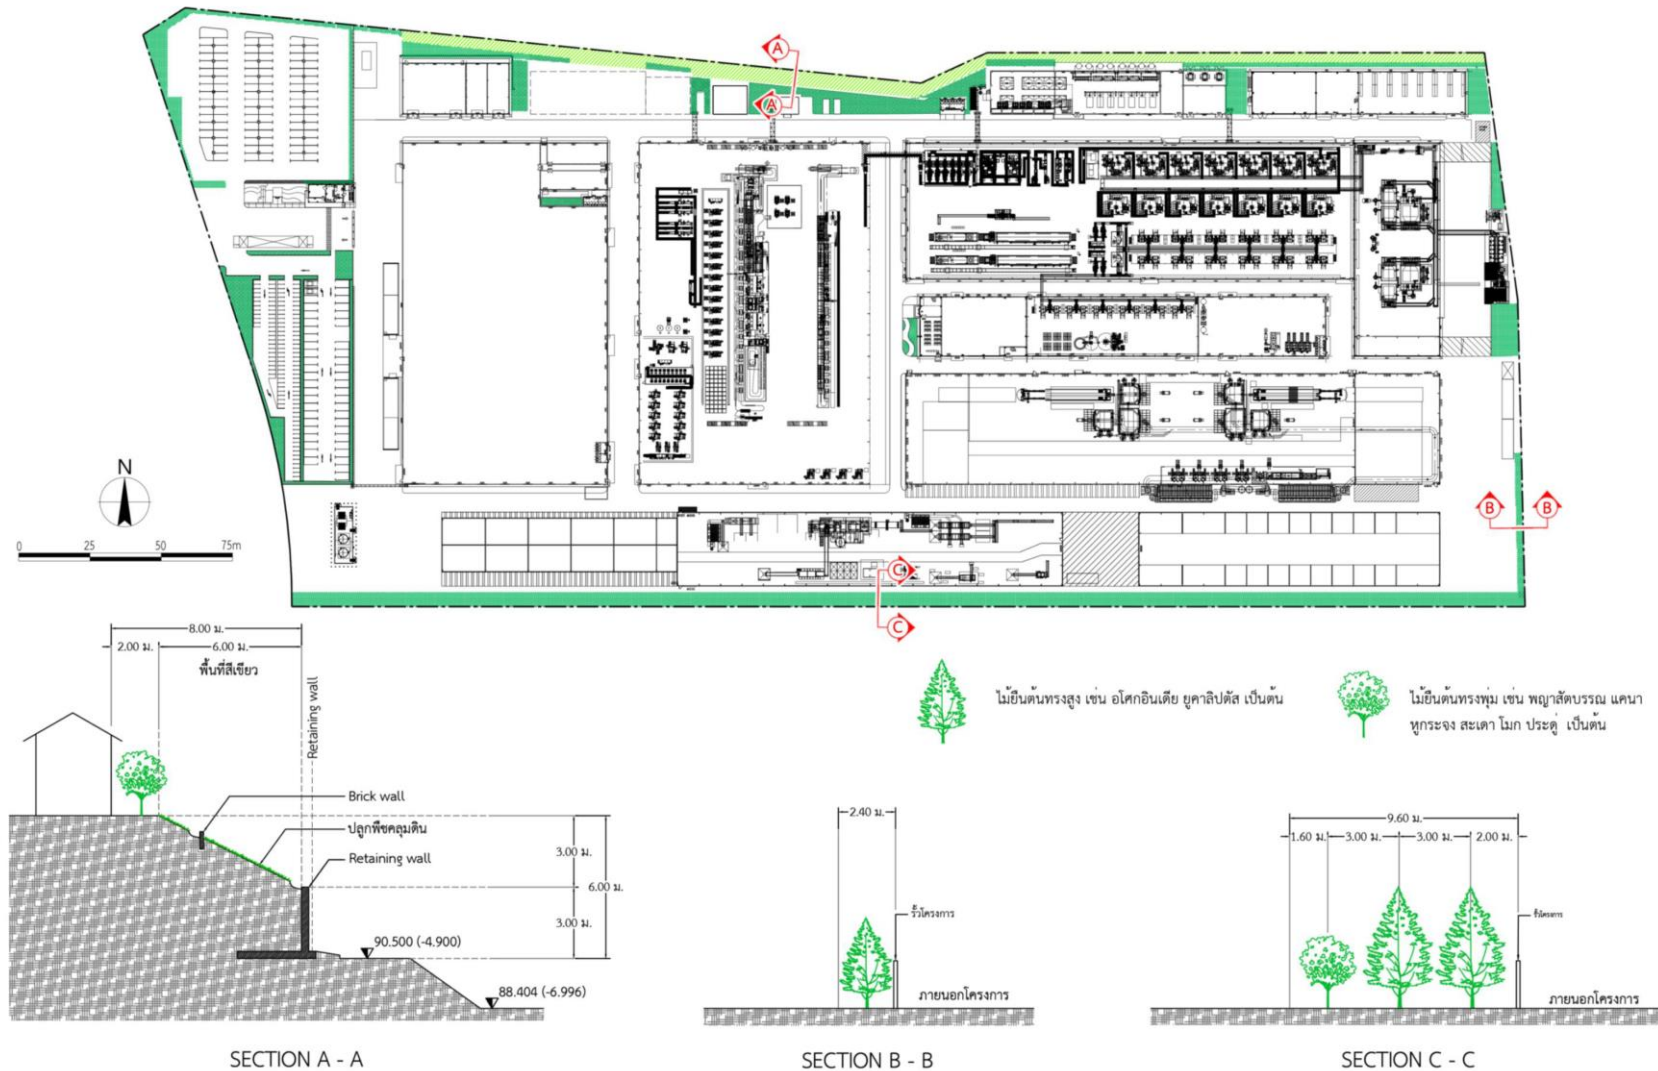 A
A
N
0 25 50 75m
B B
C
C
8.00 ม.
2.00 ม. 6.00 ม.
พื้นที่สีเขียว
Retaining wall
Brick wall
ปลูกพืชคลุมดิน
Retaining wall
3.00 ม.
6.00 ม.
3.00 ม.
90.500 (-4.900)
88.404 (-6.996)
SECTION A - A
ไม้ยืนต้นทรงสูง เช่น อโศกอินเดีย ยูคาลิปตัส เป็นต้น
ไม้ยืนต้นทรงพุ่ม เช่น พญาสัตบรรณ แคนา
หูกระจง สะเดา โมก ประดู่ เป็นต้น
2.40 ม.
รั้วโครงการ
ภายนอกโครงการ
SECTION B - B
9.60 ม.
1.60 ม. 3.00 ม. 3.00 ม. 2.00 ม.
รั้วโครงการ
ภายนอกโครงการ
SECTION C - C